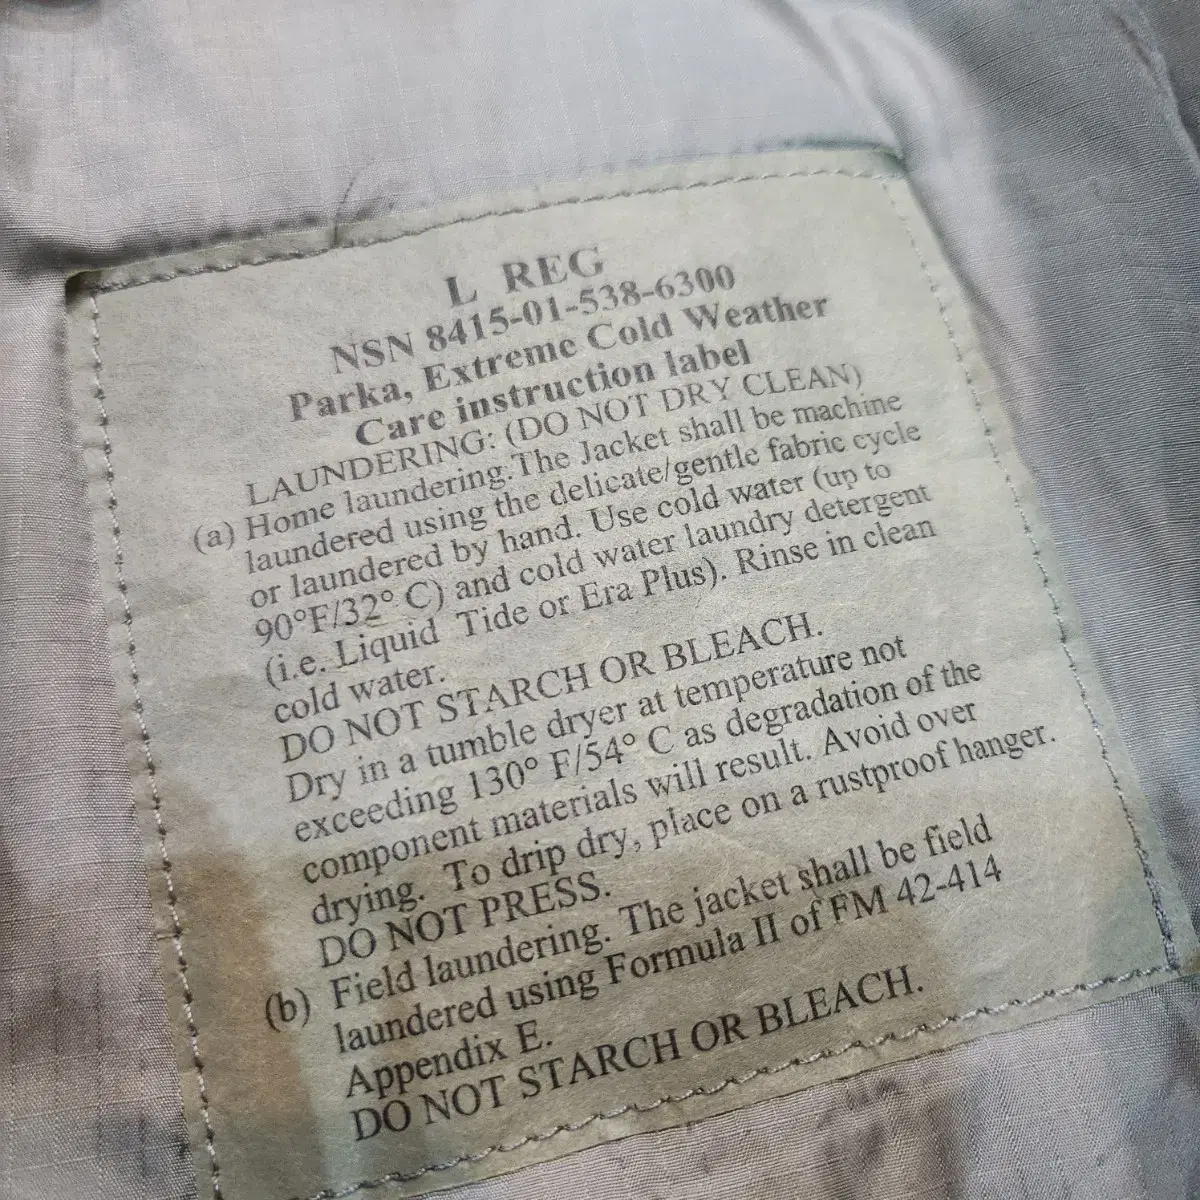 L REG
NSN 8415-01-538-6300
Parka, Extreme Cold Weather
Care instruction label
LAUNDERING: (DO NOT DRY CLEAN)
(a) Home laundering. The Jacket shall be machine
laundered using the delicate/gentle fabric cycle
or laundered by hand. Use cold water (up to
90°F/32° C) and cold water laundry detergent
(i.e. Liquid Tide or Era Plus). Rinse in clean
cold water.
DO NOT STARCH OR BLEACH.
Dry in a tumble dryer at temperature not
exceeding 130° F/54° C as degradation of the
component materials will result. Avoid over
drying. To drip dry, place on a rustproof hanger.
DO NOT PRESS.
(b) Field laundering. The jacket shall be field
laundered using Formula II of FM 42-414
Appendix E.
DO NOT STARCH OR BLEACH.